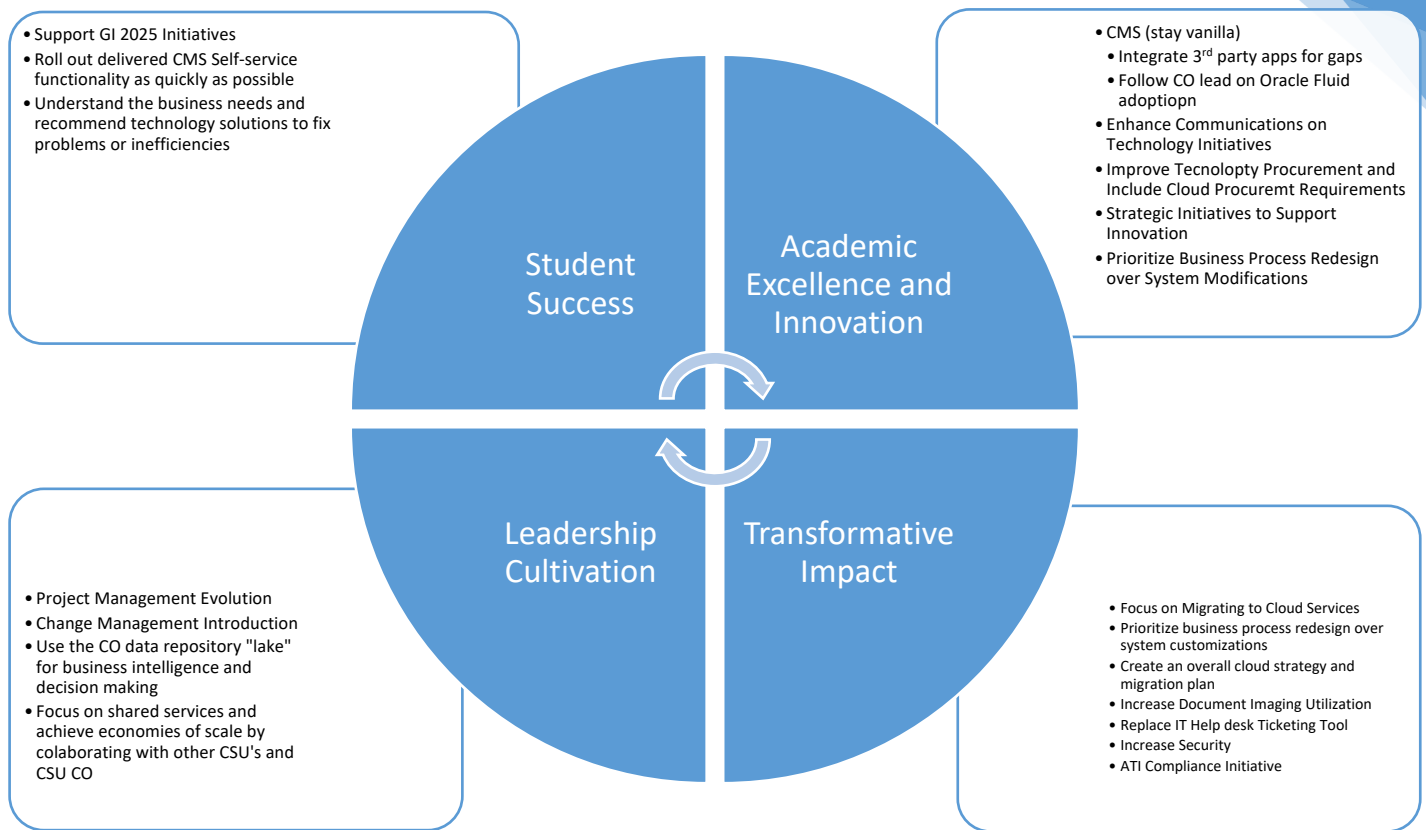 • Support GI 2025 Initiatives
• Roll out delivered CMS Self-service
functionality as quickly as possible
• Understand the business needs and
recommend technology solutions to fix
problems or inefficiencies
• CMS (stay vanilla)
• Integrate 3rd party apps for gaps
• Follow CO lead on Oracle Fluid
adoptiopn
• Enhance Communications on
Technology Initiatives
• Improve Tecnolopty Procurement and
Include Cloud Procuremt Requirements
• Strategic Initiatives to Support
Innovation
• Prioritize Business Process Redesign
over System Modifications
Student
Success
Academic
Excellence and
Innovation
Leadership
Cultivation
Transformative
Impact
• Project Management Evolution
• Change Management Introduction
• Use the CO data repository "lake"
for business intelligence and
decision making
• Focus on shared services and
achieve economies of scale by
colaborating with other CSU's and
CSU CO
• Focus on Migrating to Cloud Services
• Prioritize business process redesign over
system customizations
• Create an overall cloud strategy and
migration plan
• Increase Document Imaging Utilization
• Replace IT Help desk Ticketing Tool
• Increase Security
• ATI Compliance Initiative